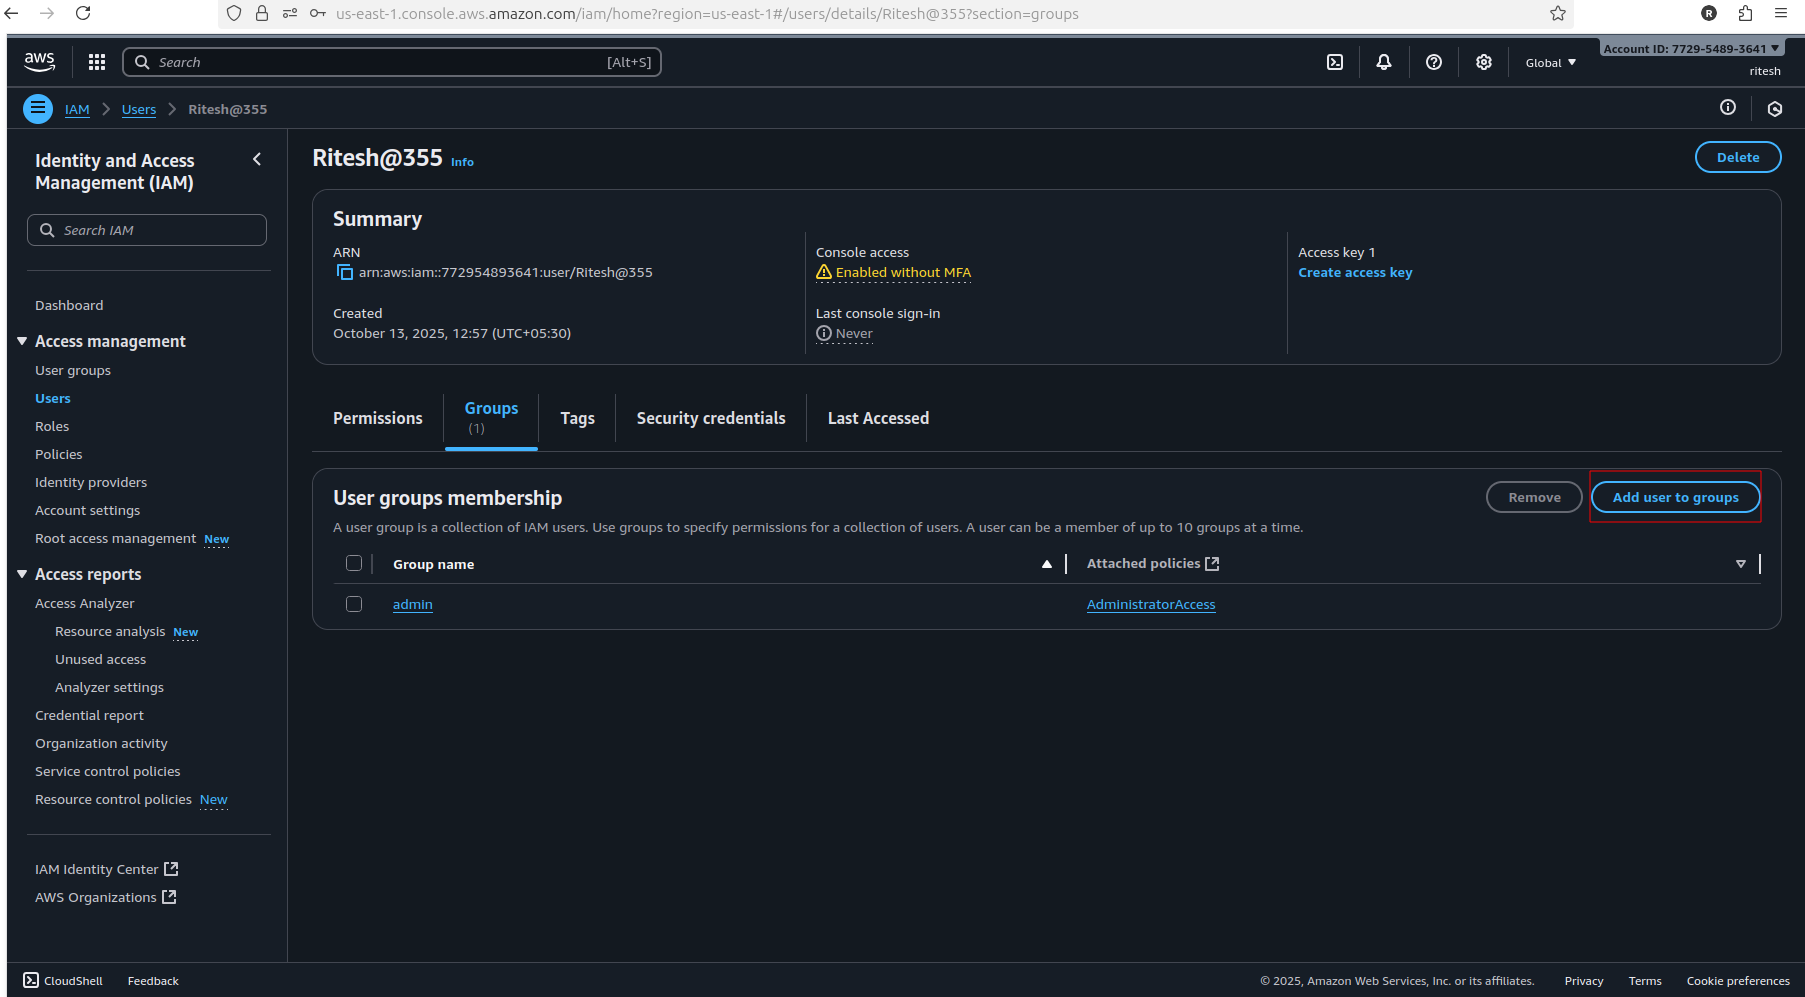 us-east-1.console.aws.amazon.com/iam/home?region=us-east-1#/users/details/Ritesh@355?section=groups
R
aws
Search [Alt+S]
Global
Account ID: 7729-5489-3641
ritesh
IAM > Users > Ritesh@355
Identity and Access
Management (IAM)
Search IAM
Dashboard
Access management
User groups
Users
Roles
Policies
Identity providers
Account settings
Root access management New
Access reports
Access Analyzer
Resource analysis New
Unused access
Analyzer settings
Credential report
Organization activity
Service control policies
Resource control policies New
IAM Identity Center
AWS Organizations
Ritesh@355 Info
Delete
Summary
ARN
arn:aws:iam::772954893641:user/Ritesh@355
Created
October 13, 2025, 12:57 (UTC+05:30)
Console access
Enabled without MFA
Last console sign-in
Never
Access key 1
Create access key
Permissions
Groups
(1)
Tags
Security credentials
Last Accessed
User groups membership
Remove
Add user to groups
A user group is a collection of IAM users. Use groups to specify permissions for a collection of users. A user can be a member of up to 10 groups at a time.
Group name Attached policies
admin AdministratorAccess
CloudShell Feedback © 2025, Amazon Web Services, Inc. or its affiliates. Privacy Terms Cookie preferences